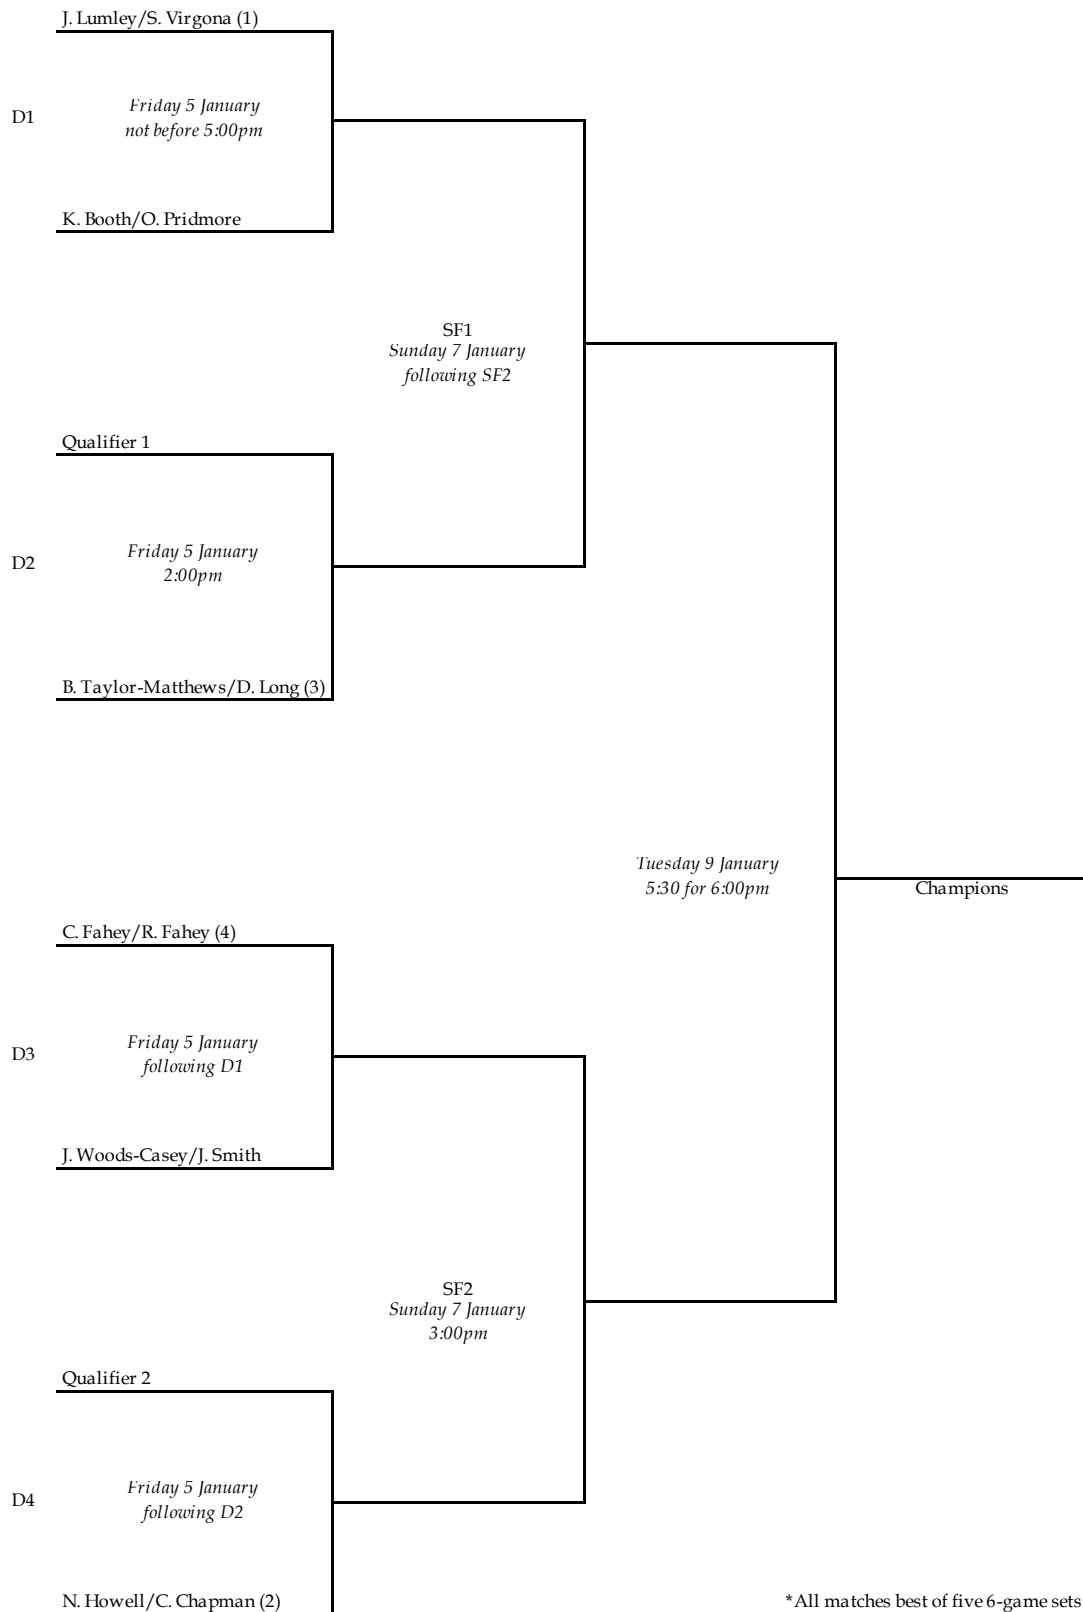 J. Lumley/S. Virgona (1)
D1
Friday 5 January
not before 5:00pm
K. Booth/O. Pridmore
SF1
Sunday 7 January
following SF2
Qualifier 1
D2
Friday 5 January
2:00pm
B. Taylor-Matthews/D. Long (3)
Tuesday 9 January
5:30 for 6:00pm
Champions
C. Fahey/R. Fahey (4)
D3
Friday 5 January
following D1
J. Woods-Casey/J. Smith
SF2
Sunday 7 January
3:00pm
Qualifier 2
D4
Friday 5 January
following D2
N. Howell/C. Chapman (2)
*All matches best of five 6-game sets